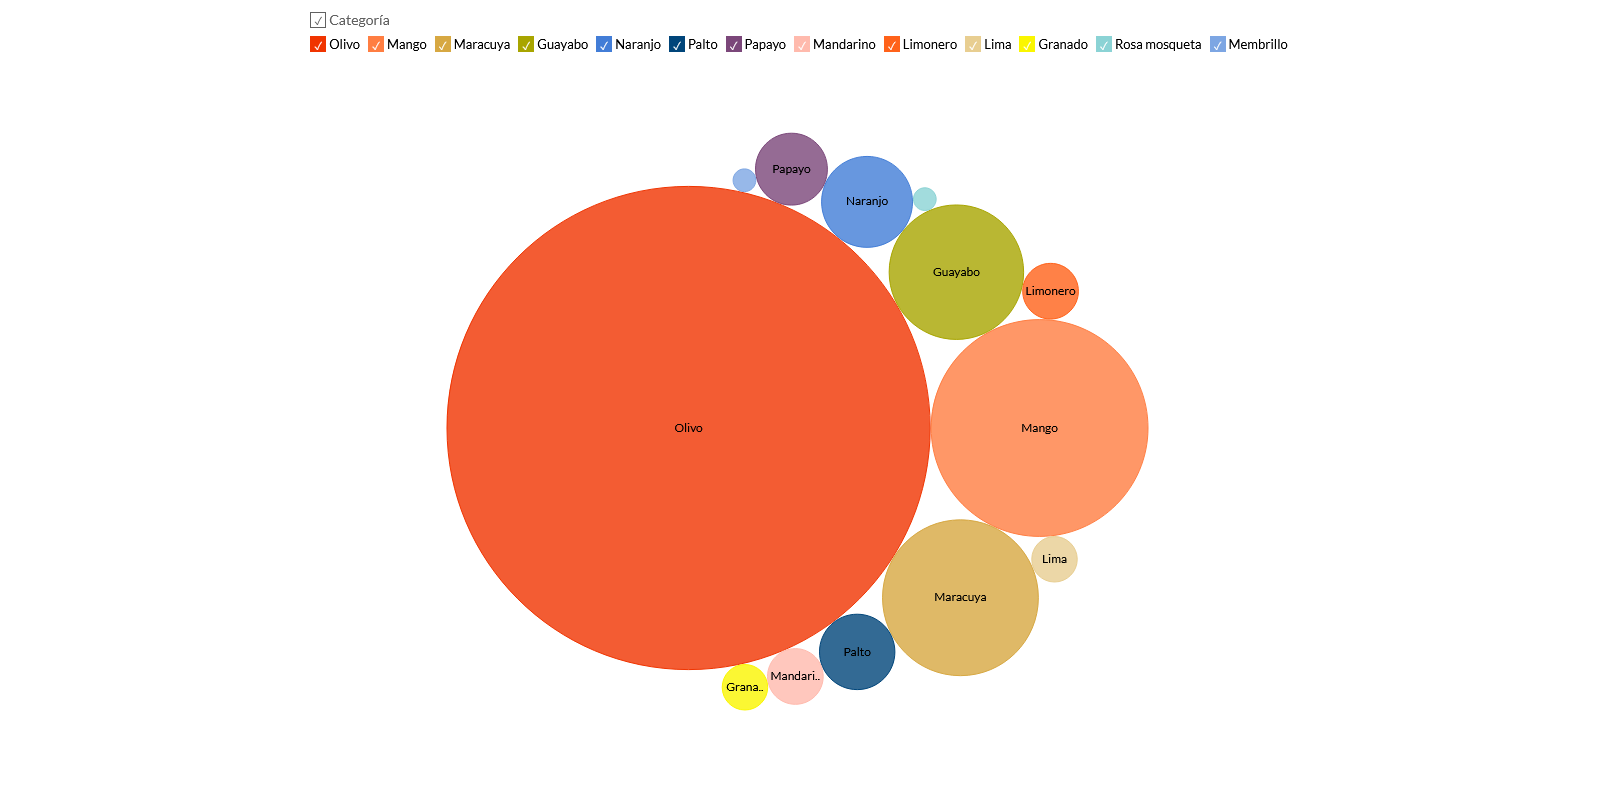 Categoría
Olivo Mango Maracuya Guayabo Naranjo Palto Papayo Mandarino Limonero Lima Granado Rosa mosqueta Membrillo
Papayo
Naranjo
Guayabo
Limonero
Olivo
Mango
Lima
Maracuya
Palto
Mandari..
Grana..